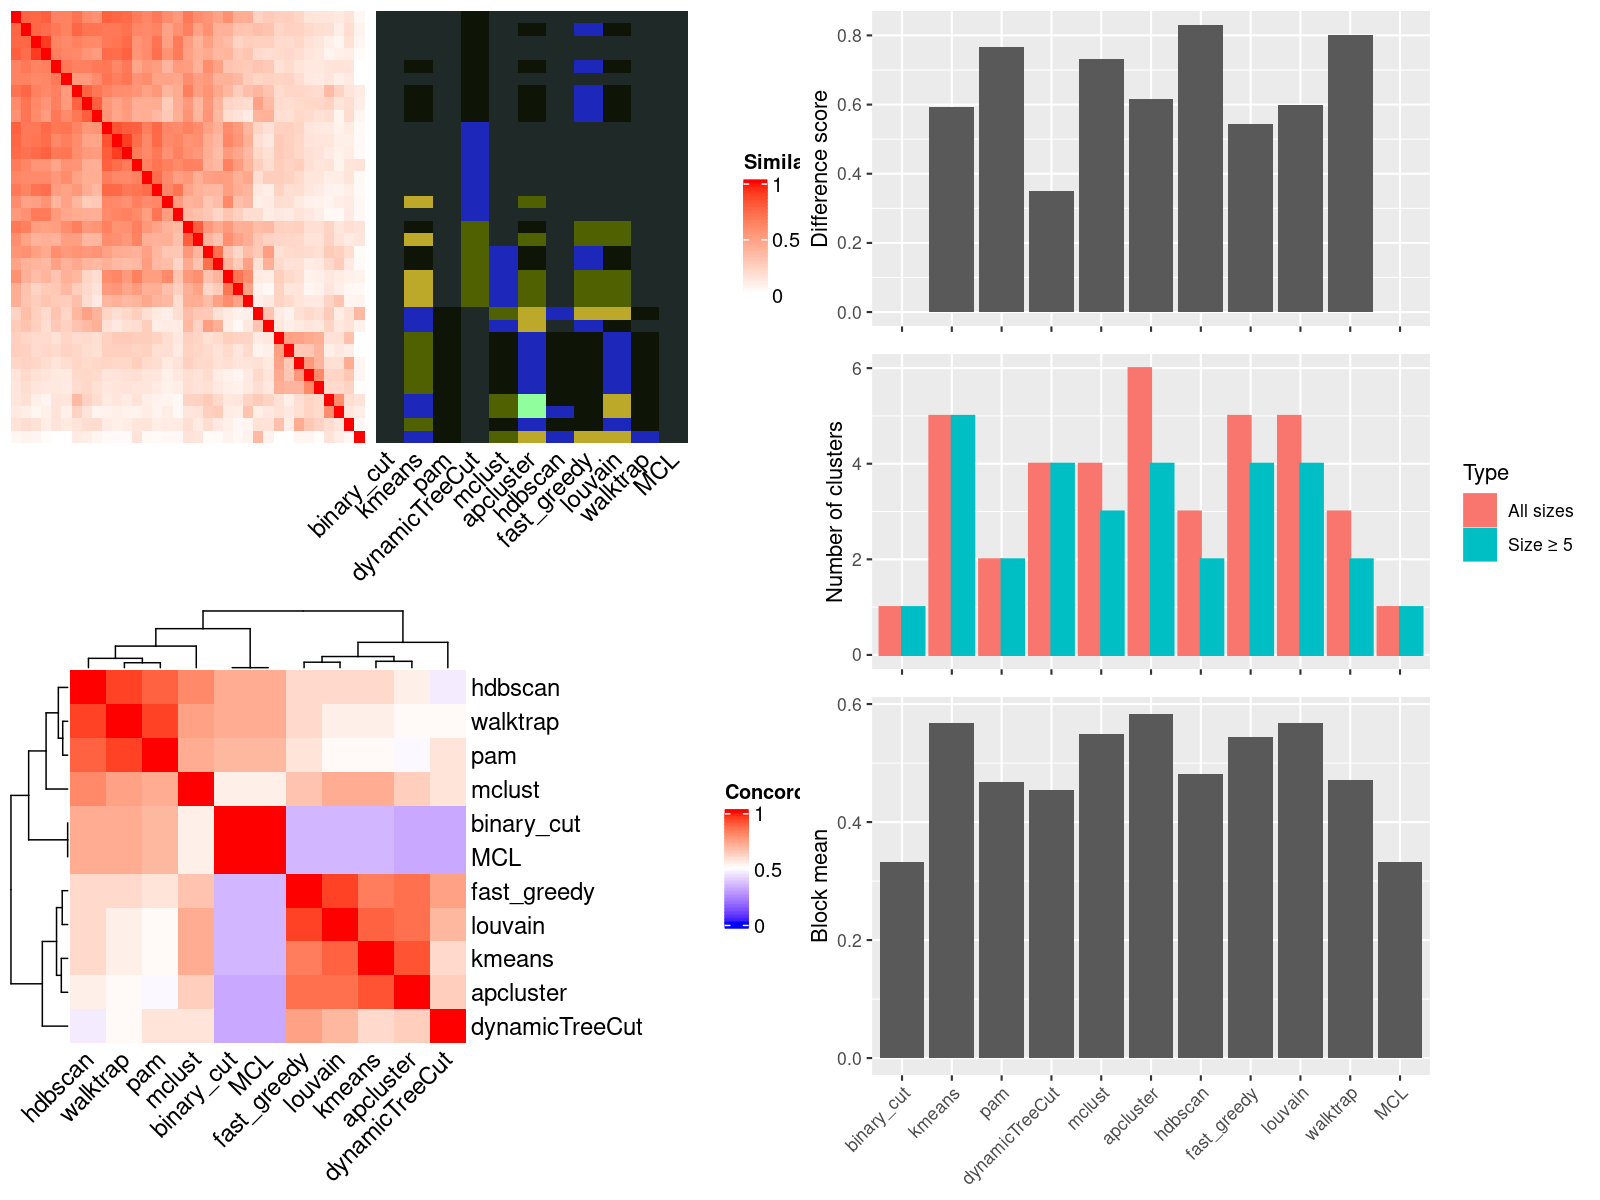 Simila
1
0.5
0
binary_cut
kmeans
pam
dynamicTreeCut
mclust
apcluster
hdbscan
fast_greedy
louvain
walktrap
MCL
Difference score
0.8
0.6
0.4
0.2
0.0
Number of clusters
6
4
2
0
Type
All sizes
Size ≥ 5
Block mean
0.6
0.4
0.2
0.0
binary_cut
kmeans
pam
dynamicTreeCut
mclust
apcluster
hdbscan
fast_greedy
louvain
walktrap
MCL
hdbscan
walktrap
pam
mclust
binary_cut
MCL
fast_greedy
louvain
kmeans
apcluster
dynamicTreeCut
hdbscan
walktrap
pam
mclust
binary_cut
MCL
fast_greedy
louvain
kmeans
apcluster
dynamicTreeCut
Concord
1
0.5
0